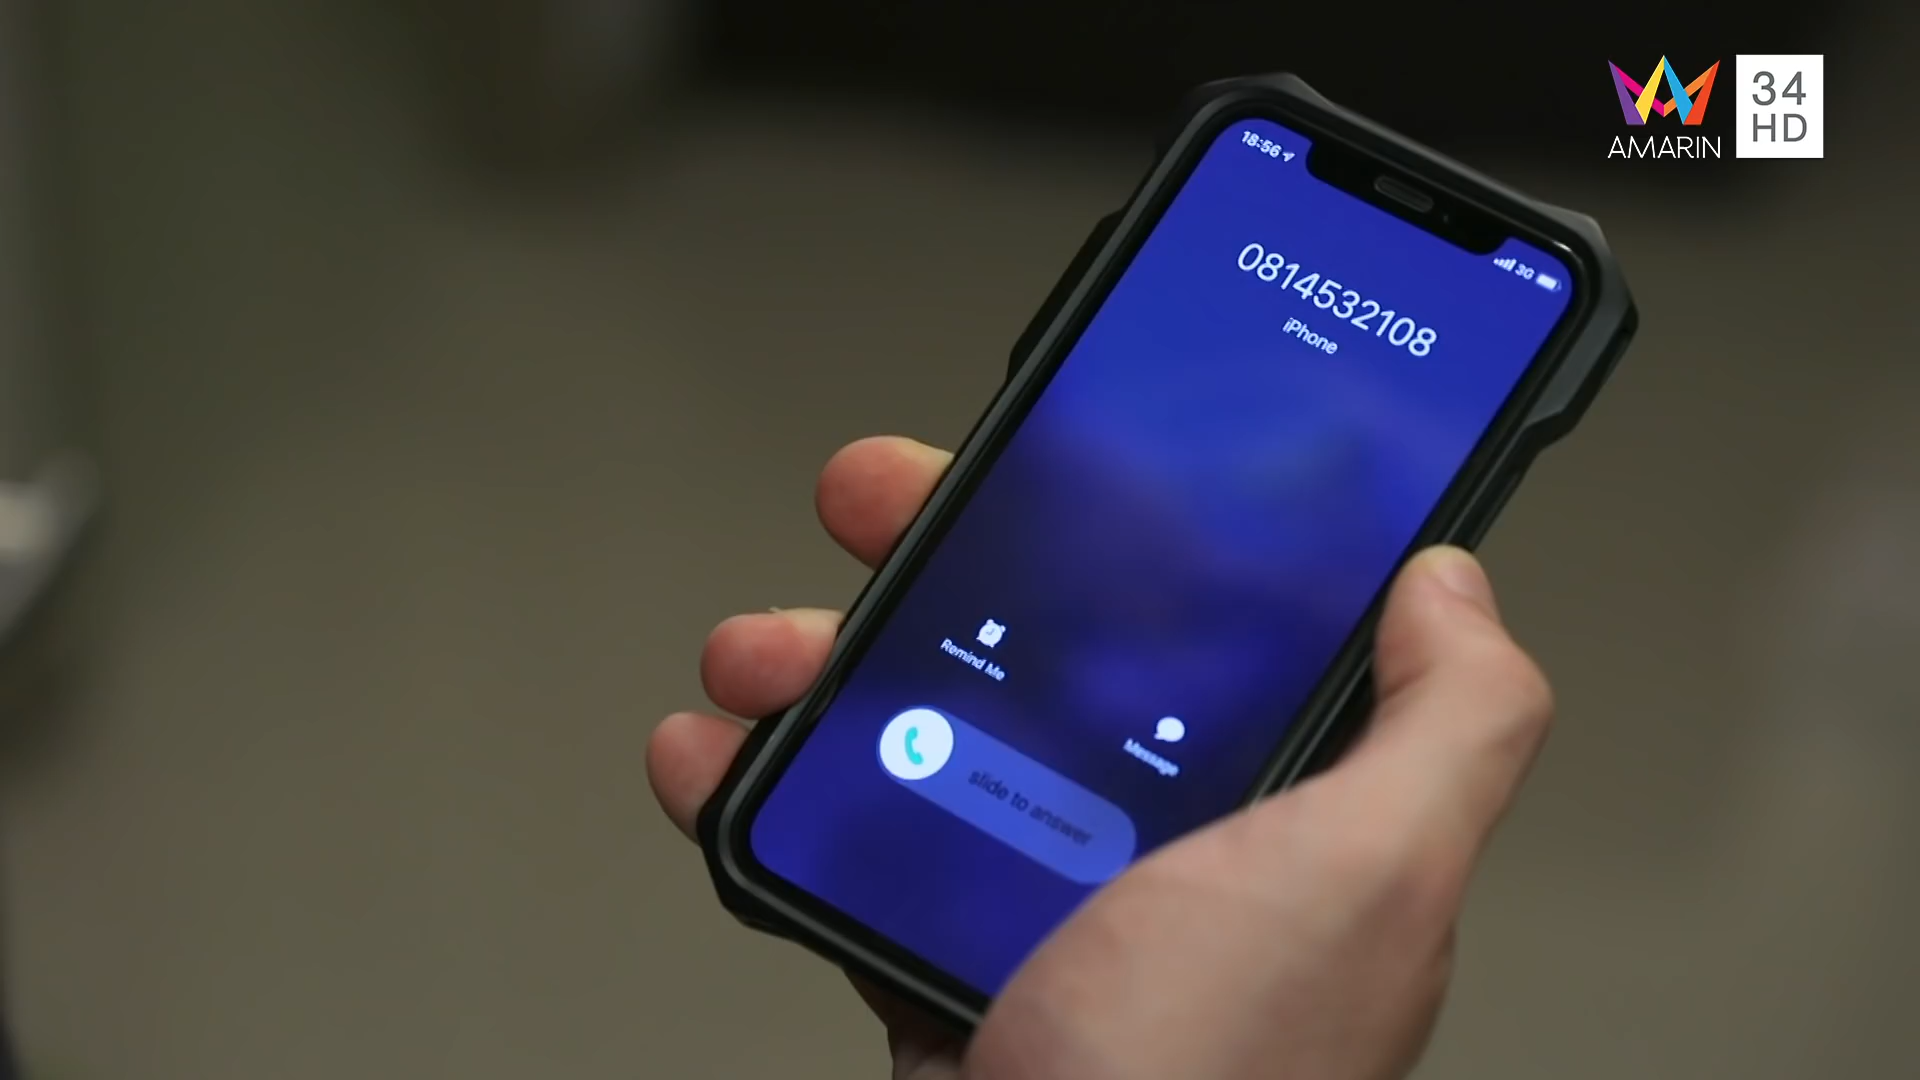 AMARIN
34
HD
18:56
3G
0814532108
iPhone
Remind Me
Message
slide to answer